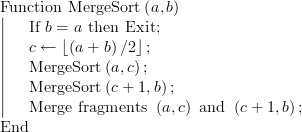 Function MergeSort (a, b)
If b = a then Exit;
c ← ⌊(a + b) /2⌋ ;
MergeSort (a, c) ;
MergeSort (c + 1, b) ;
Merge fragments (a, c) and (c + 1, b) ;
End